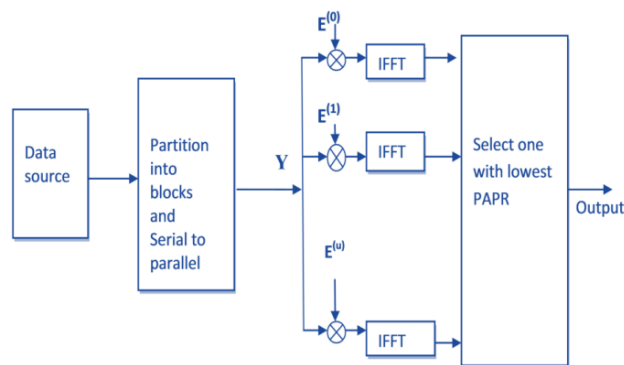 Data
source
Partition
into
blocks
and
Serial to
parallel
Y
E(0)
IFFT
E(1)
IFFT
E(u)
IFFT
Select one
with lowest
PAPR
Output